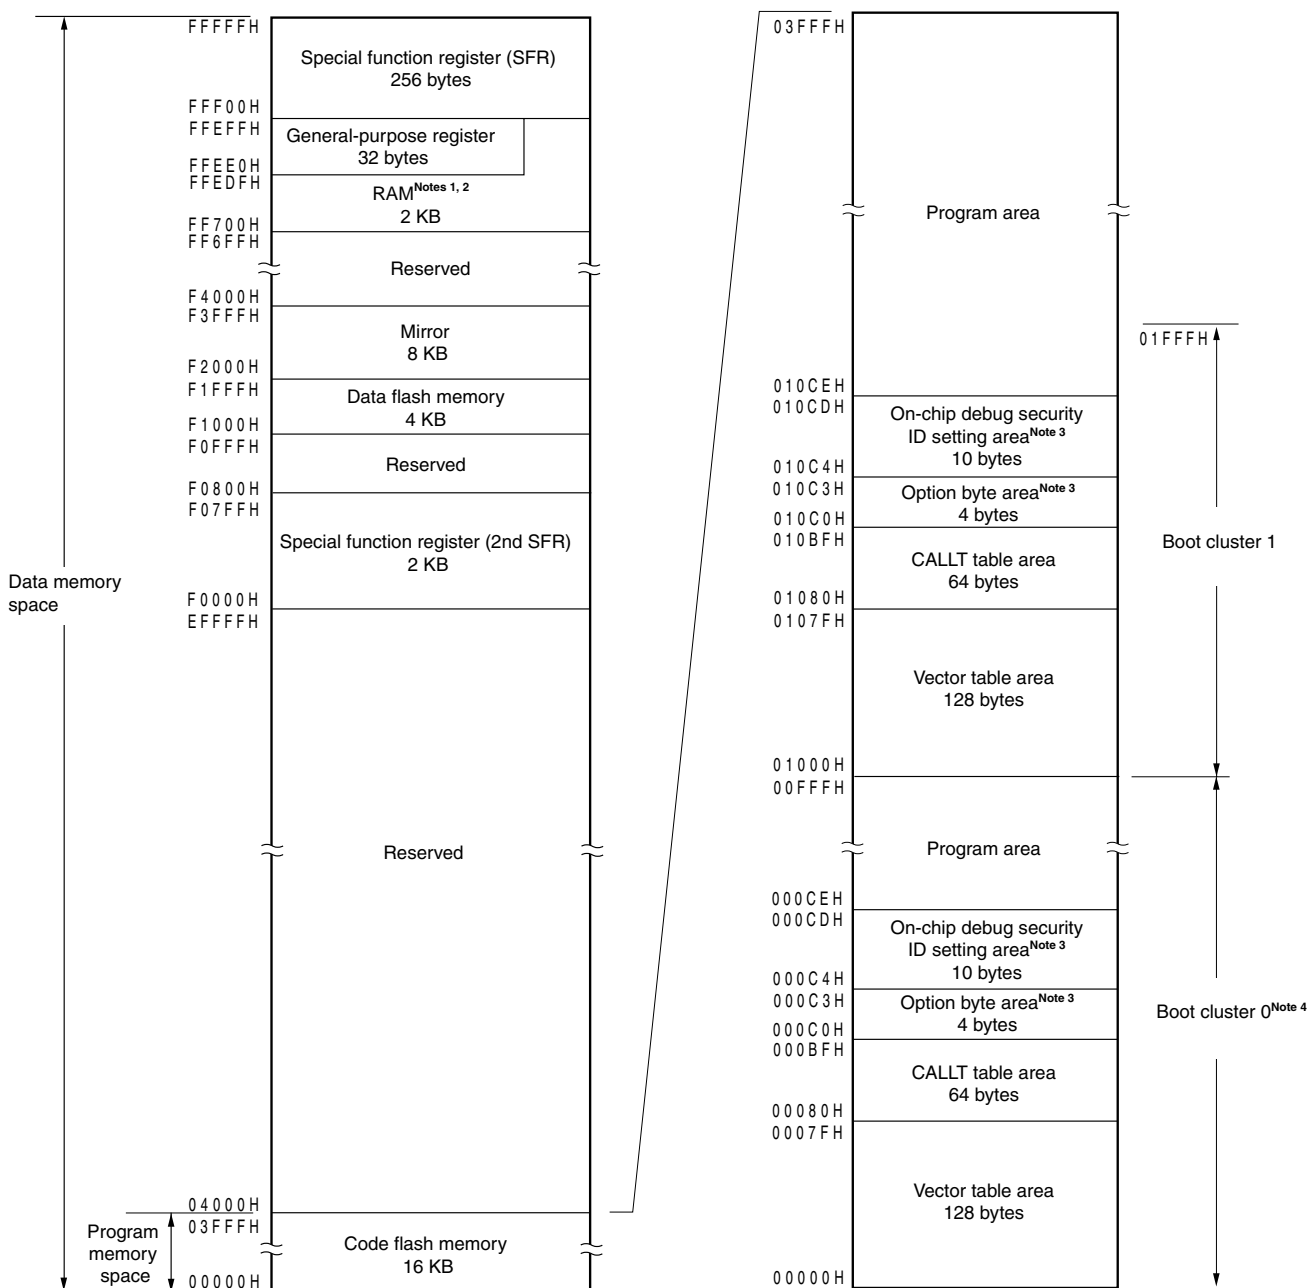 FFFFFH
Special function register (SFR)
256 bytes
FFF00H
FFEFFH
General-purpose register
32 bytes
FFEE0H
FFEDFH
RAMNotes 1, 2
2 KB
FF700H
FF6FFH
Reserved
F4000H
F3FFFH
Mirror
8 KB
F2000H
F1FFFH
Data flash memory
4 KB
F1000H
F0FFFH
Reserved
F0800H
F07FFH
Special function register (2nd SFR)
2 KB
F0000H
EFFFFH
Data memory
space
Reserved
04000H
03FFFH
Program
memory
space
Code flash memory
16 KB
00000H
03FFFH
Program area
01FFFH
010CEH
010CDH
On-chip debug security
ID setting areaNote 3
10 bytes
010C4H
010C3H
Option byte areaNote 3
4 bytes
010C0H
010BFH
CALLT table area
64 bytes
Boot cluster 1
01080H
0107FH
Vector table area
128 bytes
01000H
00FFFH
Program area
000CEH
000CDH
On-chip debug security
ID setting areaNote 3
10 bytes
000C4H
000C3H
Option byte areaNote 3
4 bytes
Boot cluster 0Note 4
000C0H
000BFH
CALLT table area
64 bytes
00080H
0007FH
Vector table area
128 bytes
00000H